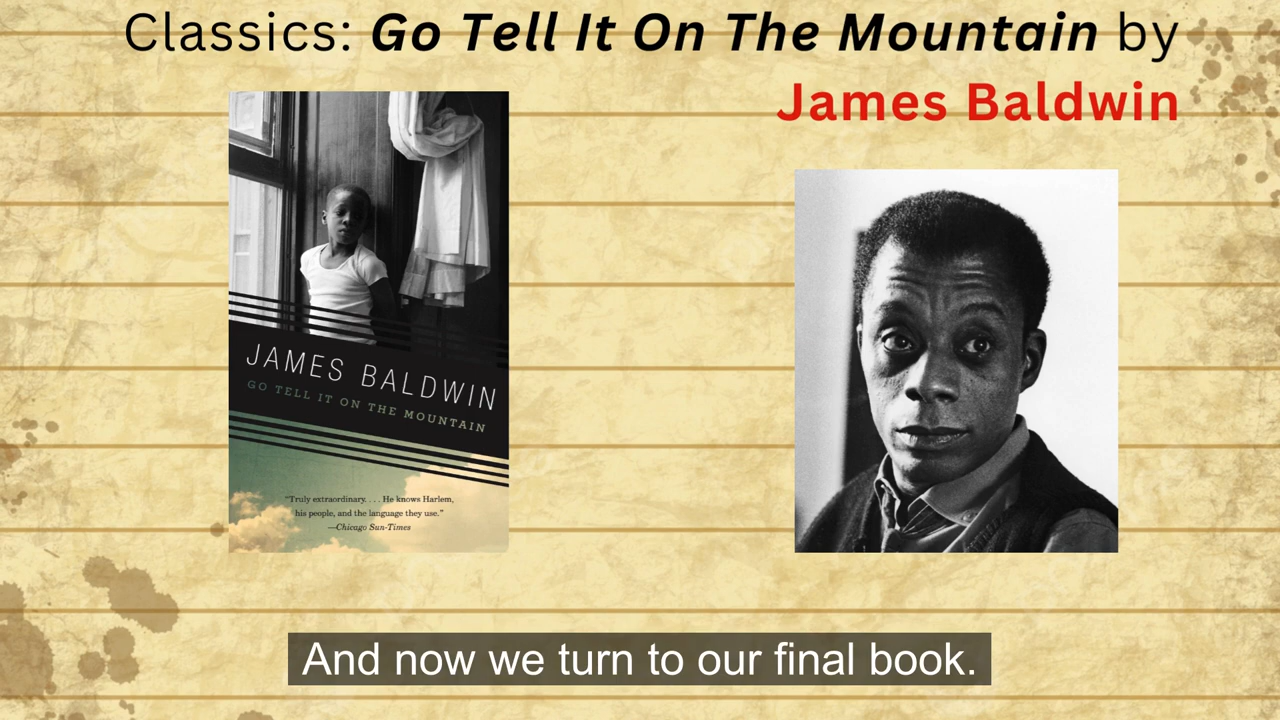 Classics: Go Tell It On The Mountain by
James Baldwin
JAMES BALDWIN
GO TELL IT ON THE MOUNTAIN
"Truly extraordinary. . . . He knows Harlem,
his people, and the language they use."
—Chicago Sun-Times
And now we turn to our final book.